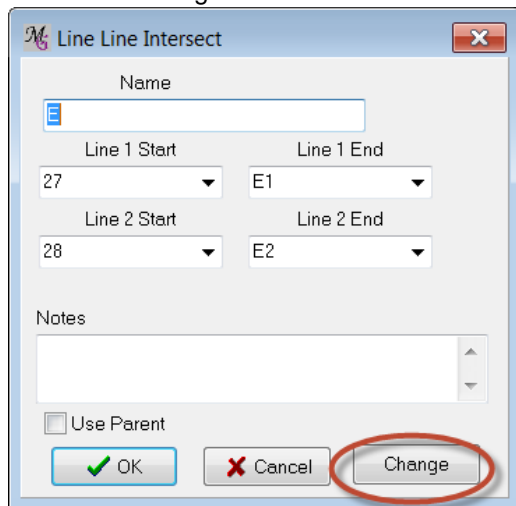 Line Line Intersect
Name
E
Line 1 Start Line 1 End
27 E1
Line 2 Start Line 2 End
28 E2
Notes
Use Parent
OK Cancel Change